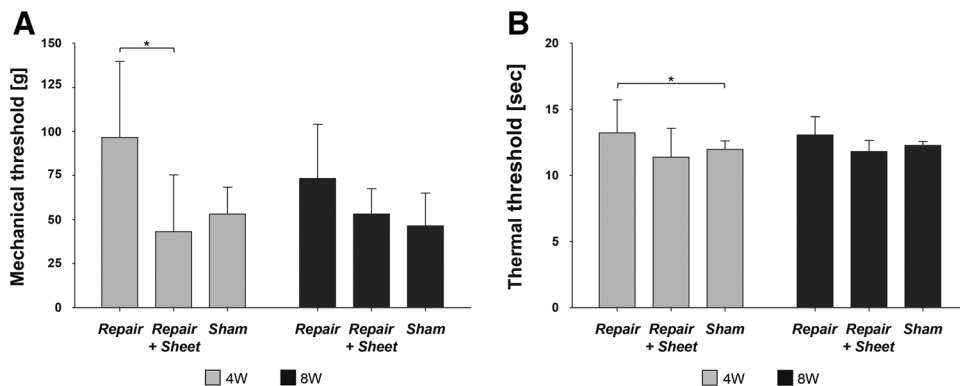 A
Mechanical threshold [g]
150
125
100
75
50
25
0
*
Repair
Repair
+ Sheet
Sham
Repair
Repair
+ Sheet
Sham
4W
8W
B
Thermal threshold [sec]
20
15
10
5
0
*
Repair
Repair
+ Sheet
Sham
Repair
Repair
+ Sheet
Sham
4W
8W